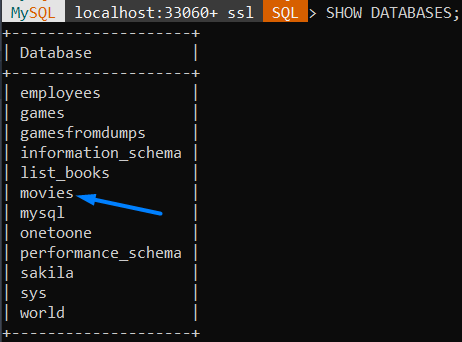 MySQL localhost:33060+ ssl SQL > SHOW DATABASES;
+--------------------+
| Database           |
+--------------------+
| employees          |
| games              |
| gamesfromdumps     |
| information_schema |
| list_books         |
| movies             |
| mysql              |
| onetoone           |
| performance_schema |
| sakila             |
| sys                |
| world              |
+--------------------+